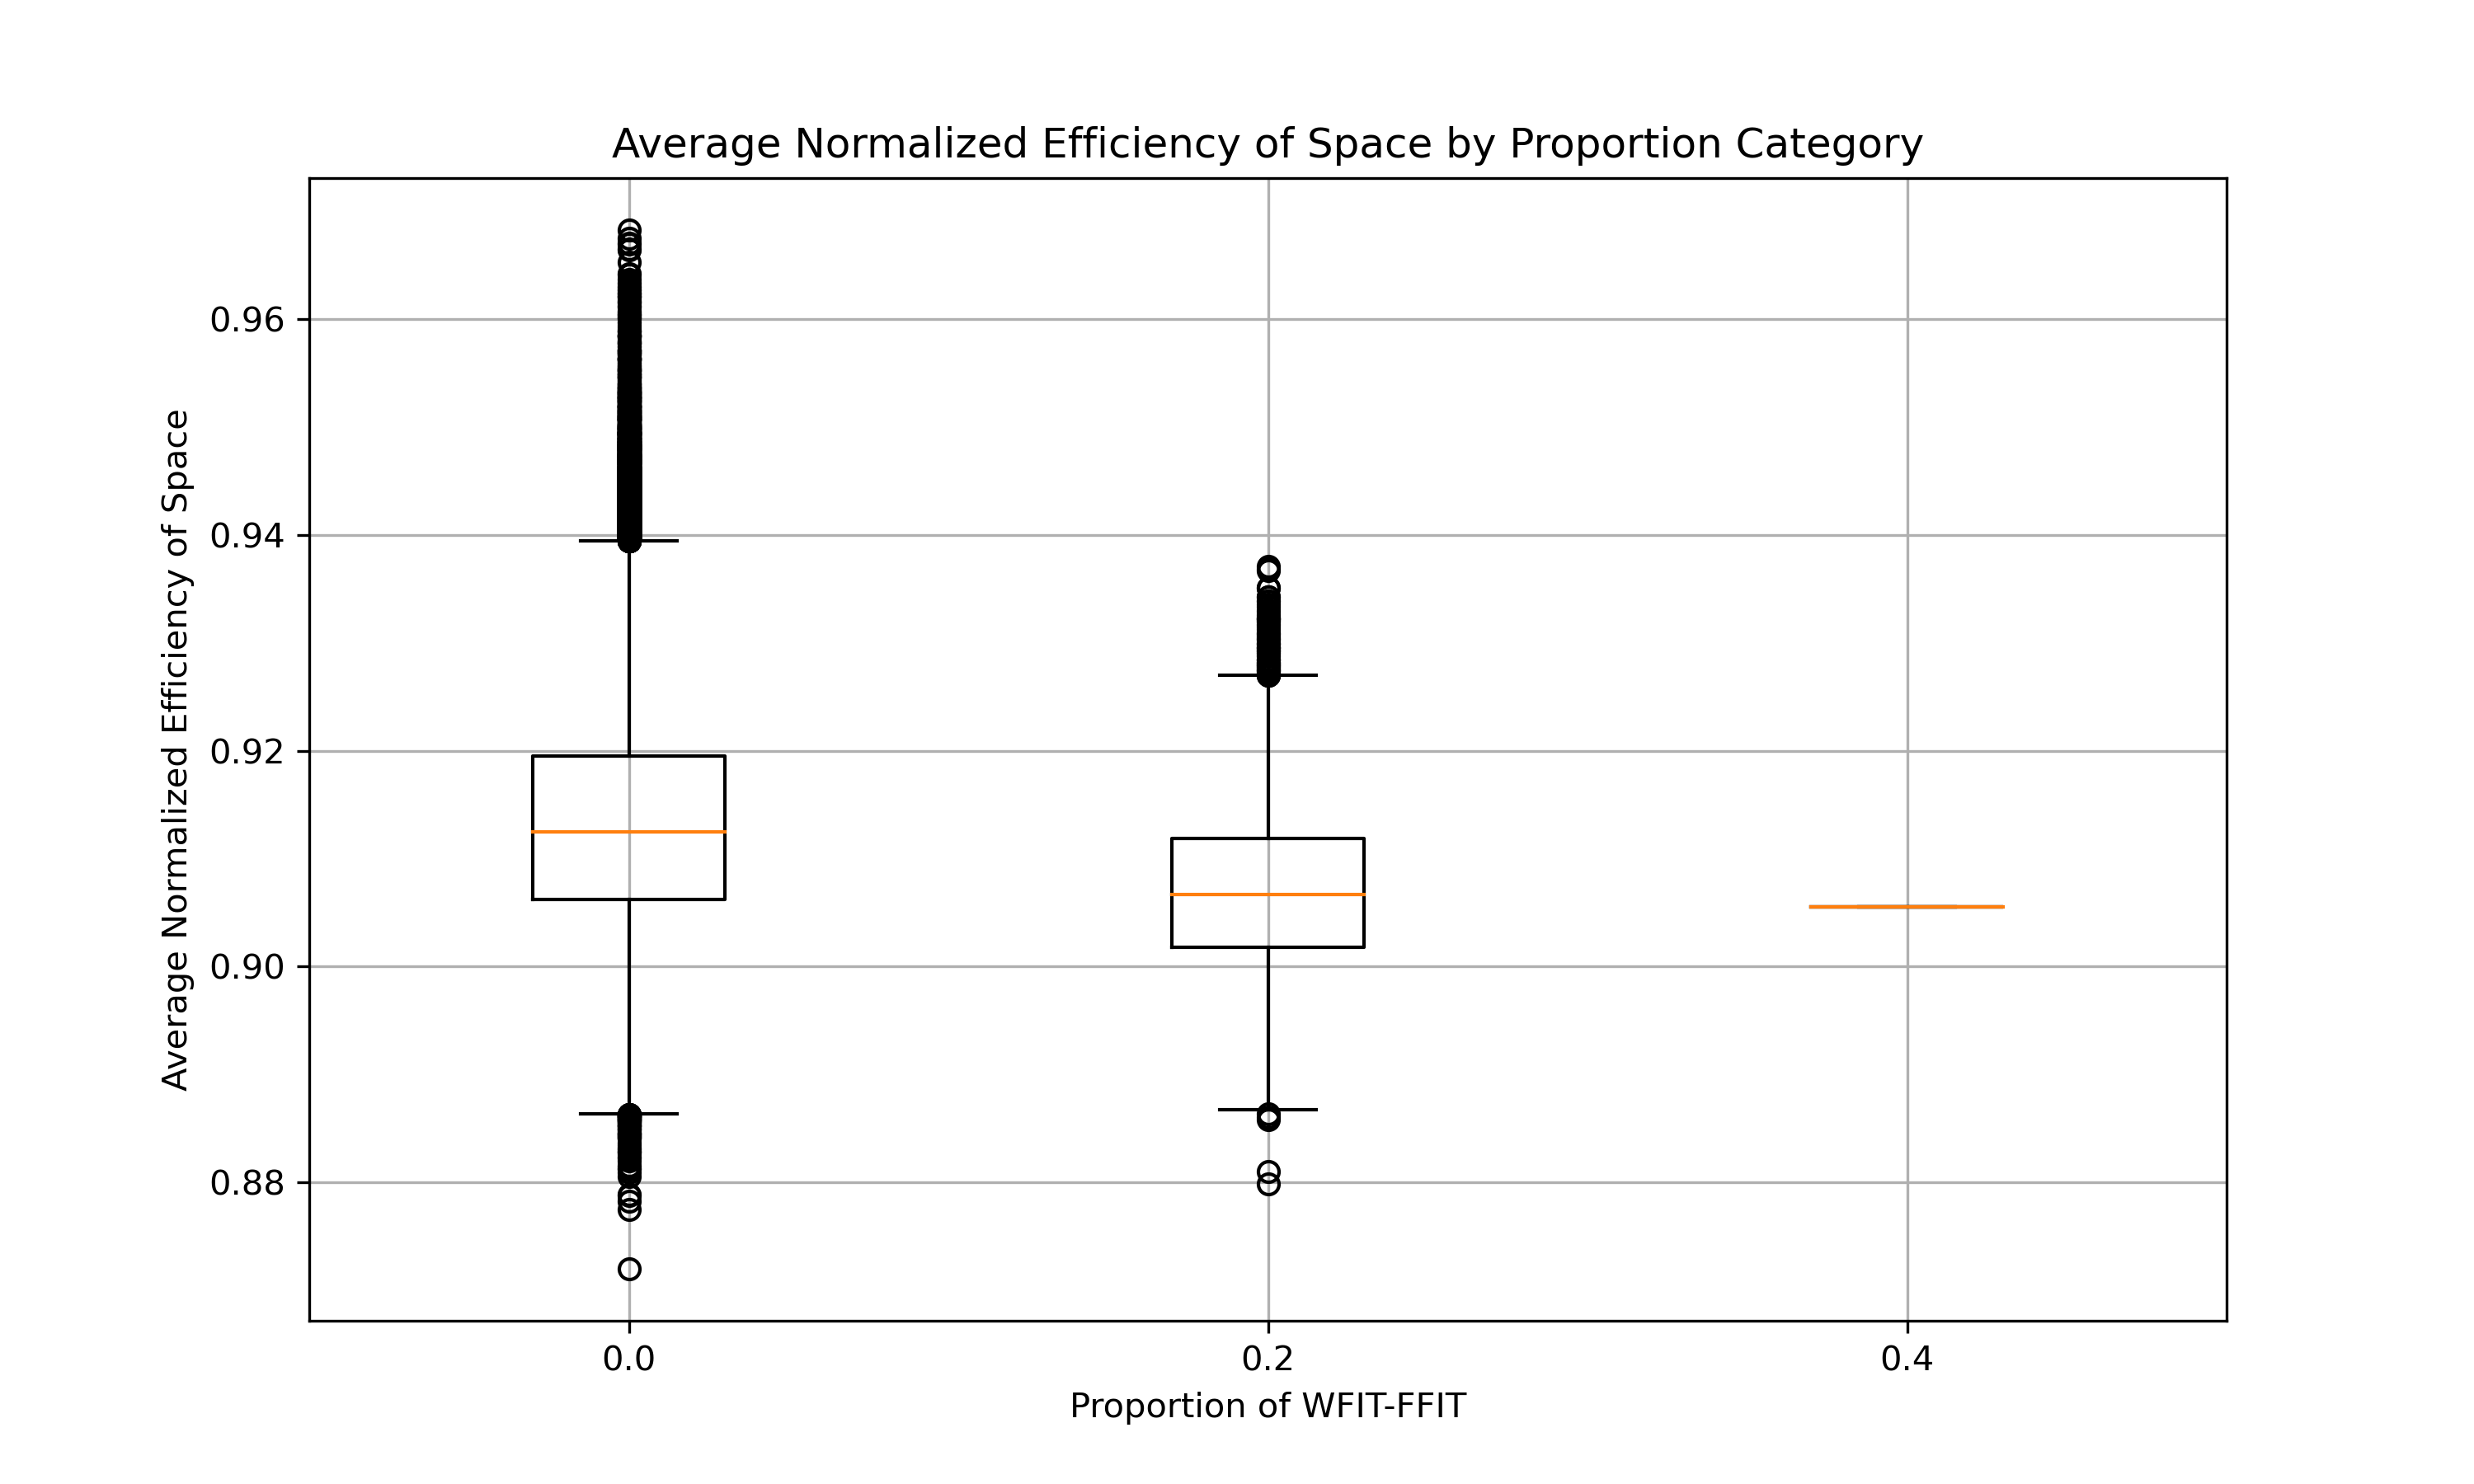 Average Normalized Efficiency of Space by Proportion Category
Average Normalized Efficiency of Space
0.96
0.94
0.92
0.90
0.88
0.0
0.2
0.4
Proportion of WFIT-FFIT